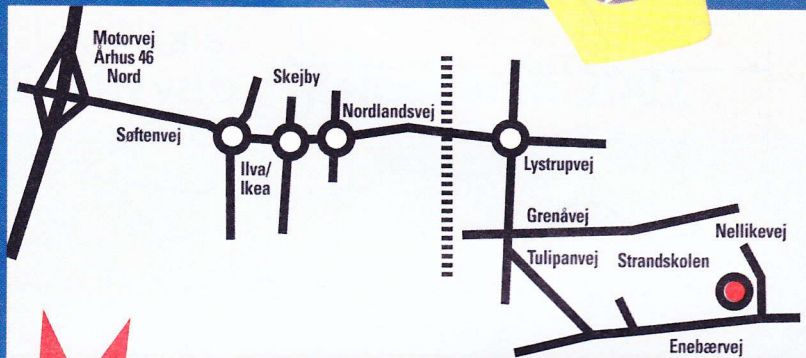 Motorvej
Århus 46
Nord
Skejby
Nordlandsvej
Søftenvej
Ilva/
Ikea
Lystrupvej
Grenåvej
Nellikevej
Tulipanvej
Strandskolen
Enebærvej